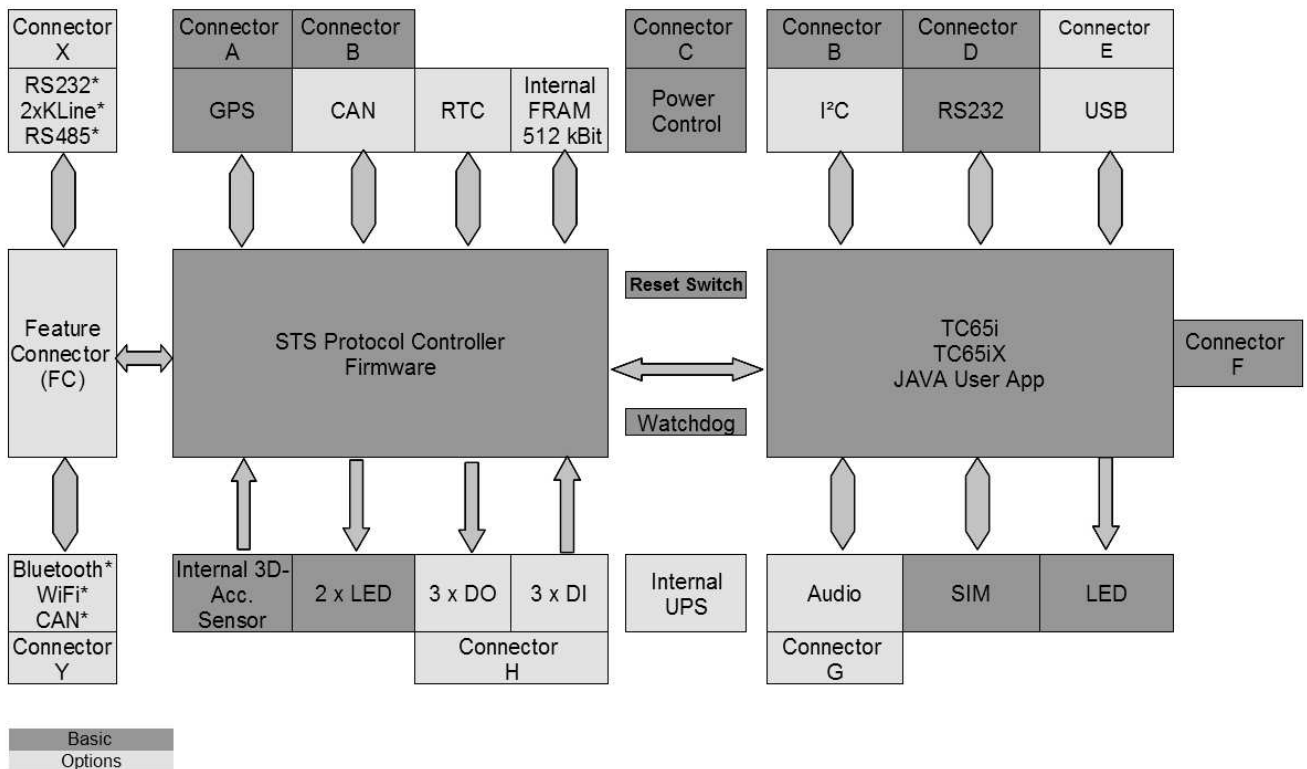 Connector
X
RS232*
2xKLine*
RS485*
Connector
A
GPS
Connector
B
CAN
RTC
Internal
FRAM
512 kBit
Connector
C
Power
Control
Connector
B
I²C
Connector
D
RS232
Connector
E
USB
Feature
Connector
(FC)
STS Protocol Controller
Firmware
Reset Switch
Watchdog
TC65i
TC65iX
JAVA User App
Connector
F
Bluetooth*
WiFi*
CAN*
Connector
Y
Internal 3D-
Acc.
Sensor
2 x LED
3 x DO
3 x DI
Connector
H
Internal
UPS
Audio
Connector
G
SIM
LED
Basic
Options